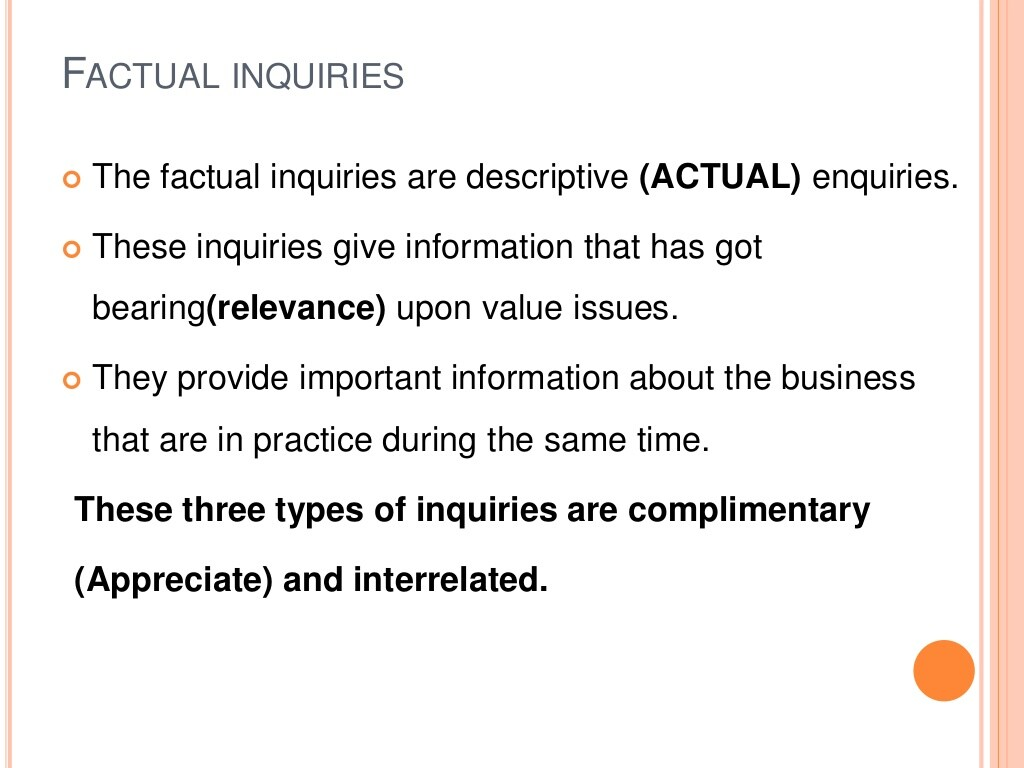 FACTUAL INQUIRIES
The factual inquiries are descriptive (ACTUAL) enquiries.
These inquiries give information that has got
bearing(relevance) upon value issues.
They provide important information about the business
that are in practice during the same time.
These three types of inquiries are complimentary
(Appreciate) and interrelated.